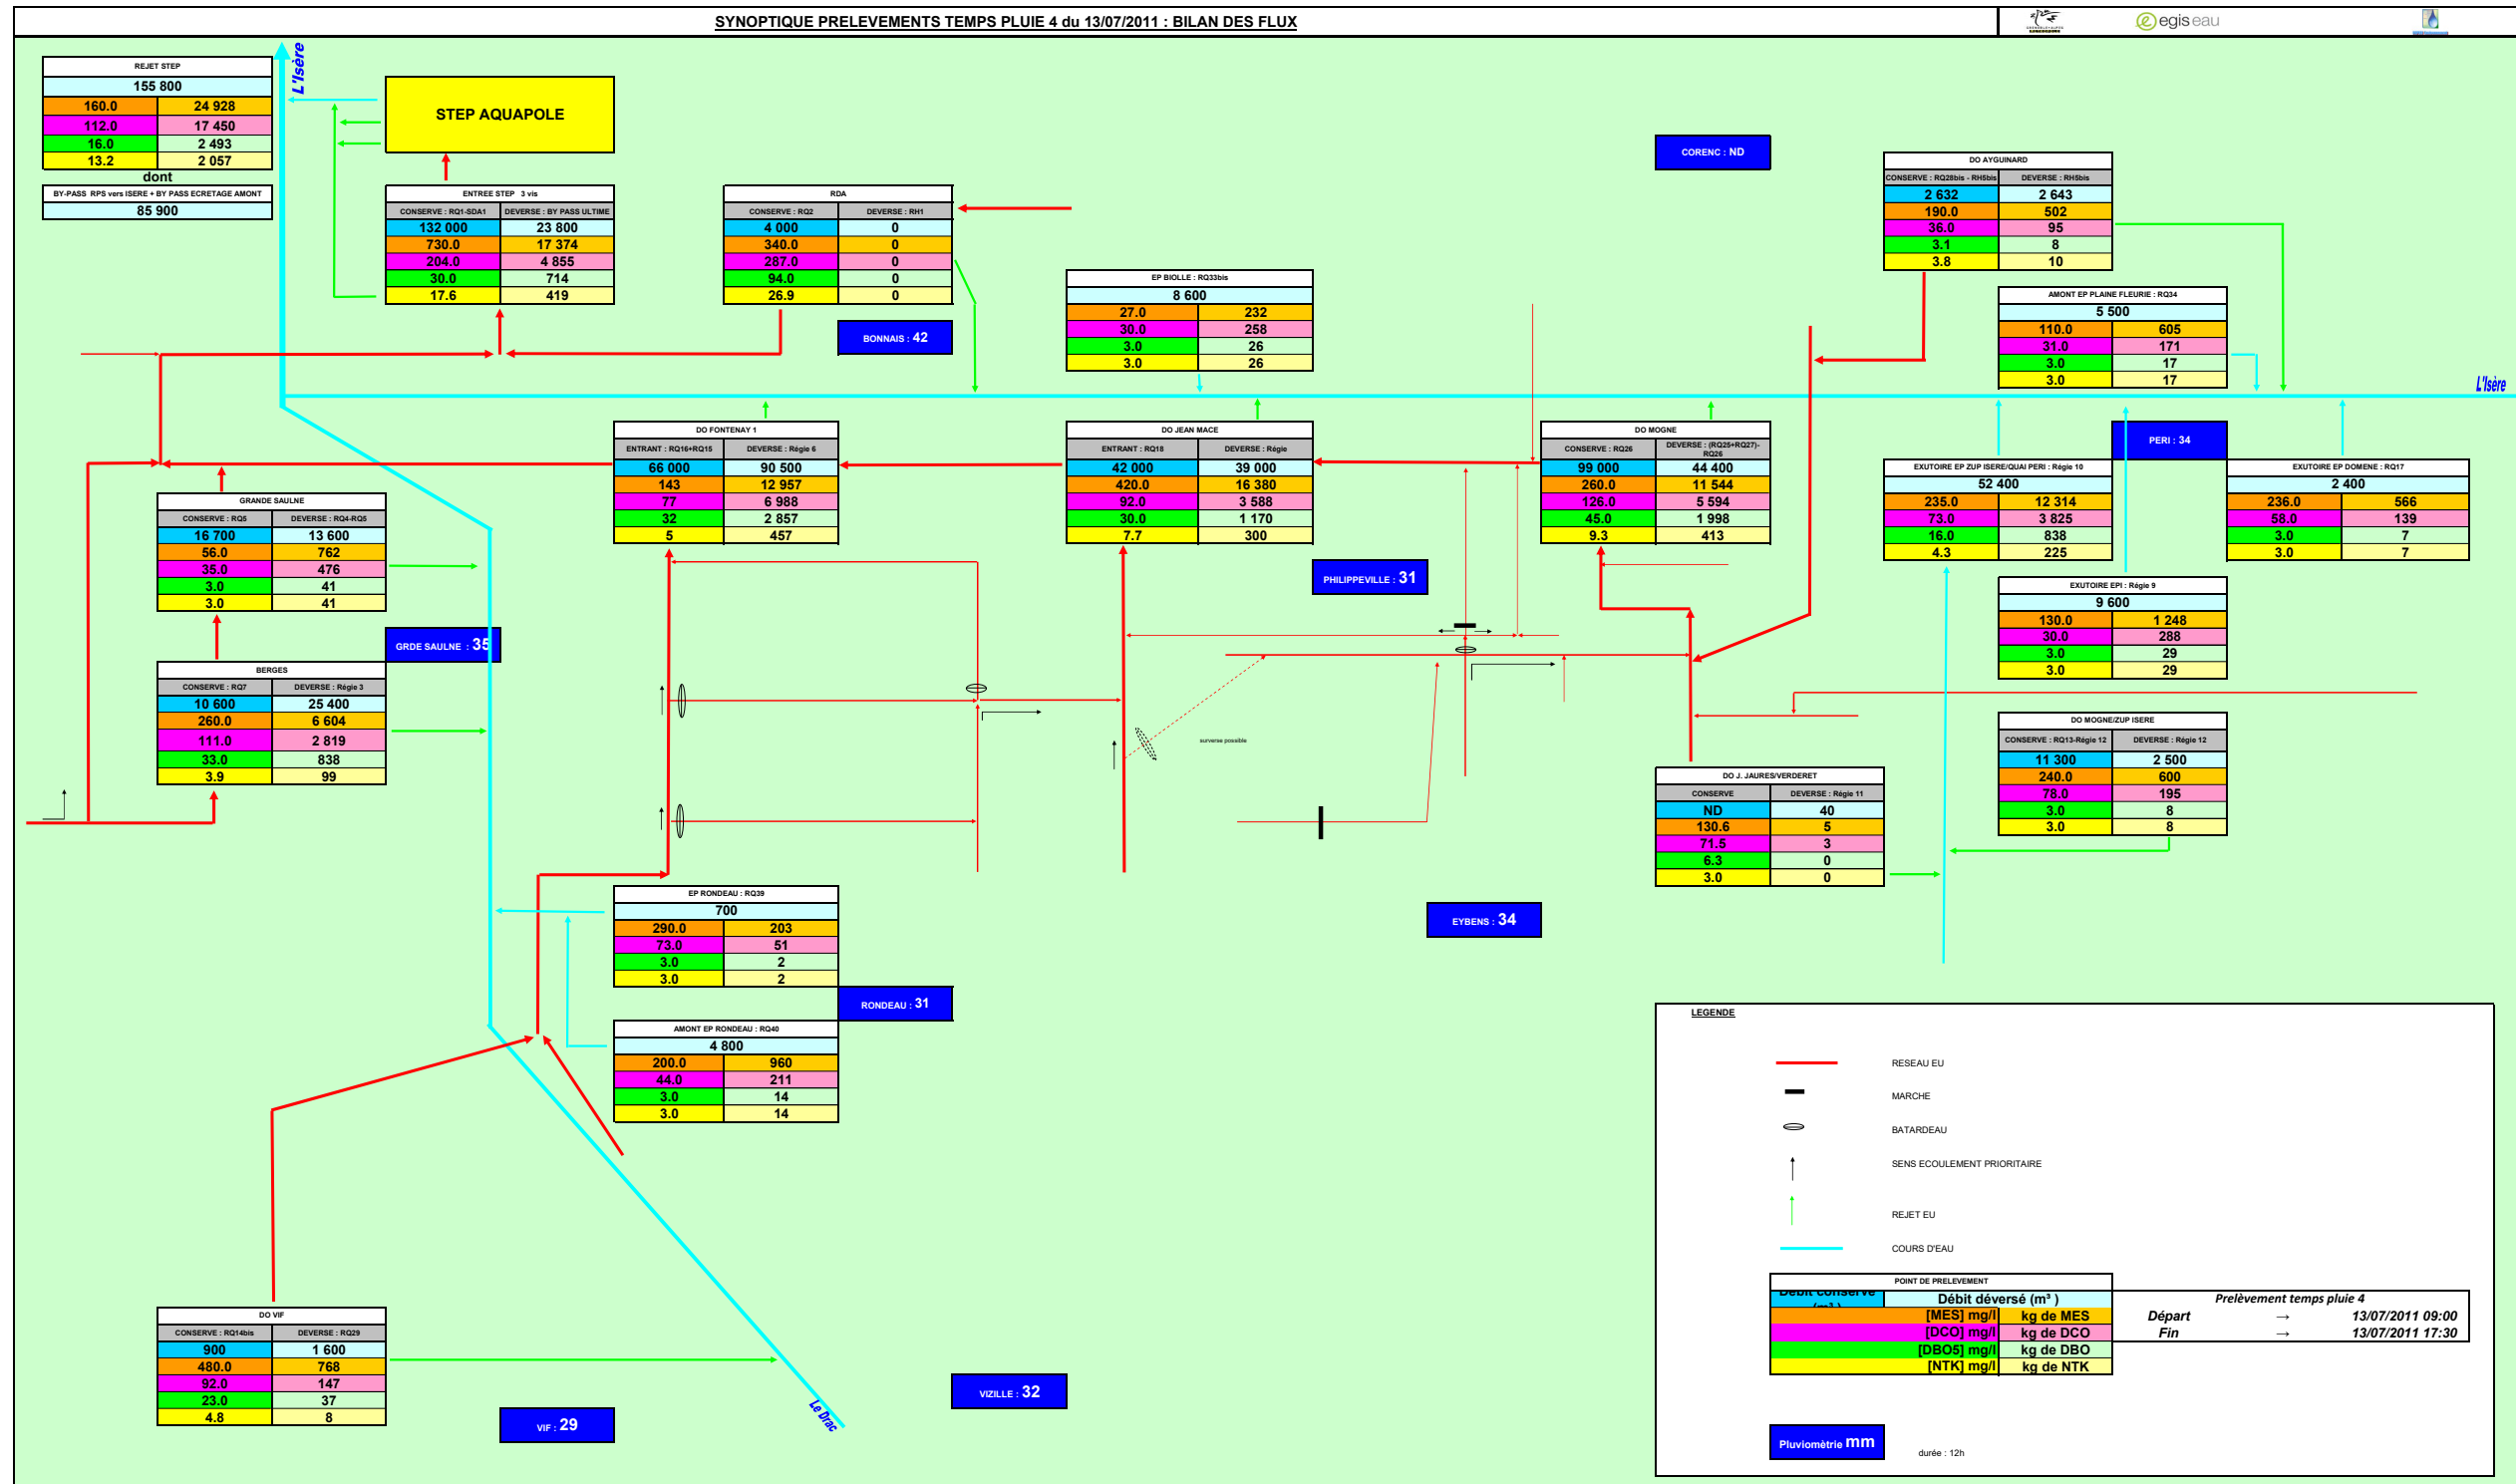 SYNOPTIQUE PRELEVEMENTS TEMPS PLUIE 4 du 13/07/2011 : BILAN DES FLUX
egis eau
L'Isère
REJET STEP
155 800
160.0 24 928
112.0 17 450
16.0 2 493
13.2 2 057
dont
BY-PASS RPS vers ISERE + BY PASS ECRETAGE AMONT
85 900
STEP AQUAPOLE
ENTREE STEP 3 vis
CONSERVE : RQ1-SDA1 DEVERSE : BY PASS ULTIME
132 000 23 800
730.0 17 374
204.0 4 855
30.0 714
17.6 419
RDA
CONSERVE : RQ2 DEVERSE : RH1
4 000 0
340.0 0
287.0 0
94.0 0
26.9 0
BONNAIS : 42
CORENC : ND
DO AYGUINARD
CONSERVE : RQ28bis - RH5bis DEVERSE : RH5bis
2 632 2 643
190.0 502
36.0 95
3.1 8
3.8 10
EP BIOLLE : RQ33bis
8 600
27.0 232
30.0 258
3.0 26
3.0 26
AMONT EP PLAINE FLEURIE : RQ34
5 500
110.0 605
31.0 171
3.0 17
3.0 17
L'Isère
DO FONTENAY 1
ENTRANT : RQ16+RQ15 DEVERSE : Régie 6
66 000 90 500
143 12 957
77 6 988
32 2 857
5 457
DO JEAN MACE
ENTRANT : RQ18 DEVERSE : Régie
42 000 39 000
420.0 16 380
92.0 3 588
30.0 1 170
7.7 300
DO MOGNE
CONSERVE : RQ26 DEVERSE : (RQ25+RQ27)-
RQ26
99 000 44 400
260.0 11 544
126.0 5 594
45.0 1 998
9.3 413
PERI : 34
EXUTOIRE EP ZUP ISERE/QUAI PERI : Régie 10
52 400
235.0 12 314
73.0 3 825
16.0 838
4.3 225
EXUTOIRE EP DOMENE : RQ17
2 400
236.0 566
58.0 139
3.0 7
3.0 7
GRANDE SAULNE
CONSERVE : RQ5 DEVERSE : RQ4-RQ5
16 700 13 600
56.0 762
35.0 476
3.0 41
3.0 41
PHILIPPEVILLE : 31
EXUTOIRE EPI : Régie 9
9 600
130.0 1 248
30.0 288
3.0 29
3.0 29
GRDE SAULNE : 35
BERGES
CONSERVE : RQ7 DEVERSE : Régie 3
10 600 25 400
260.0 6 604
111.0 2 819
33.0 838
3.9 99
surverse possible
DO MOGNE/ZUP ISERE
CONSERVE : RQ13-Régie 12 DEVERSE : Régie 12
11 300 2 500
240.0 600
78.0 195
3.0 8
3.0 8
DO J. JAURES/VERDERET
CONSERVE DEVERSE : Régie 11
ND 40
130.6 5
71.5 3
6.3 0
3.0 0
EP RONDEAU : RQ39
700
290.0 203
73.0 51
3.0 2
3.0 2
EYBENS : 34
RONDEAU : 31
AMONT EP RONDEAU : RQ40
4 800
200.0 960
44.0 211
3.0 14
3.0 14
DO VIF
CONSERVE : RQ14bis DEVERSE : RQ29
900 1 600
480.0 768
92.0 147
23.0 37
4.8 8
VIF : 29
VIZILLE : 32
Le Drac
LEGENDE
RESEAU EU
MARCHE
BATARDEAU
SENS ECOULEMENT PRIORITAIRE
REJET EU
COURS D'EAU
POINT DE PRELEVEMENT
Débit conservé Débit déversé (m³ )
[MES] mg/l kg de MES
[DCO] mg/l kg de DCO
[DBO5] mg/l kg de DBO
[NTK] mg/l kg de NTK
Prelèvement temps pluie 4
Départ → 13/07/2011 09:00
Fin → 13/07/2011 17:30
Pluviomètrie mm
durée : 12h